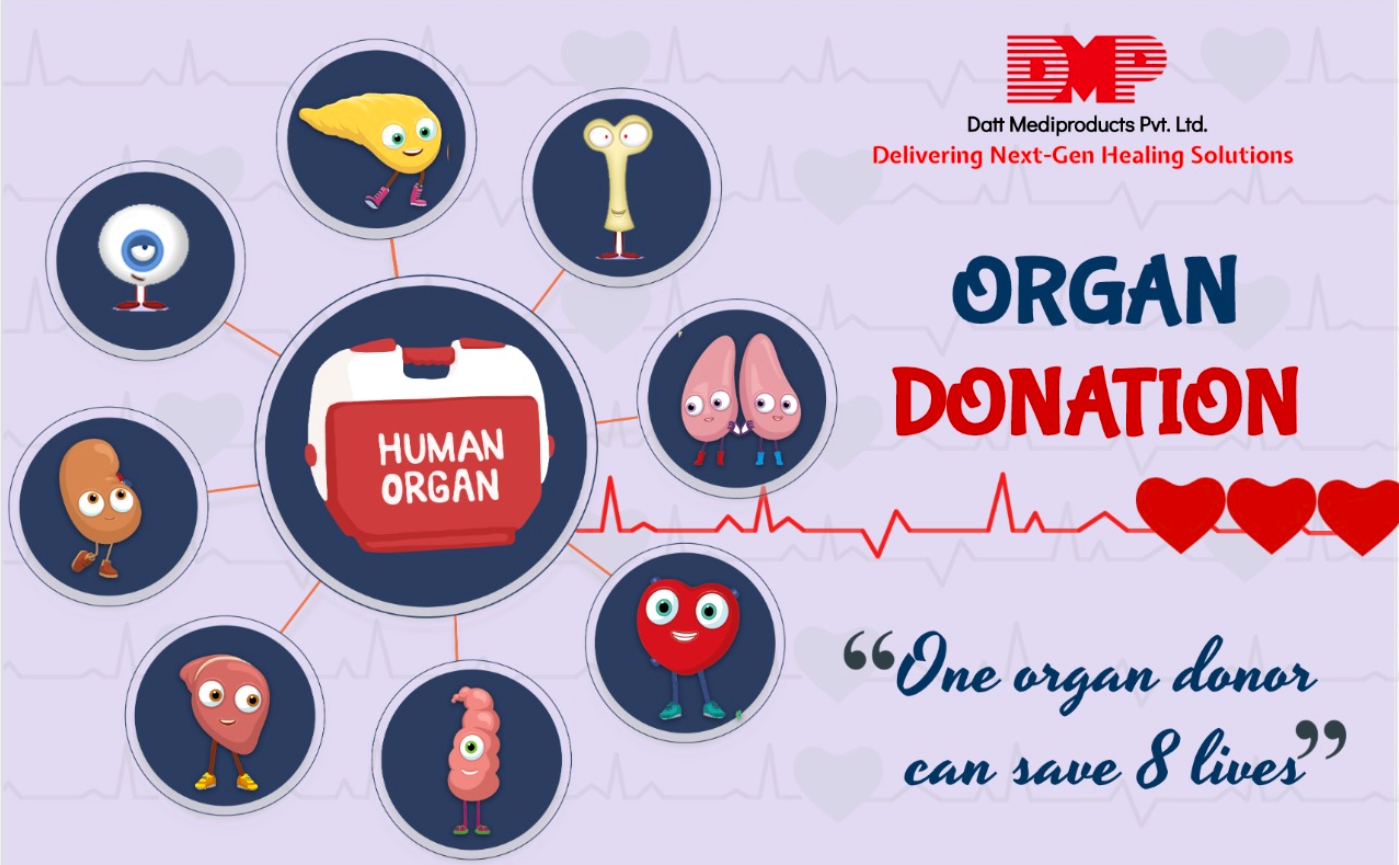 DMP
Datt Mediproducts Pvt. Ltd.
Delivering Next-Gen Healing Solutions
ORGAN
DONATION
HUMAN
ORGAN
“One organ donor
can save 8 lives”